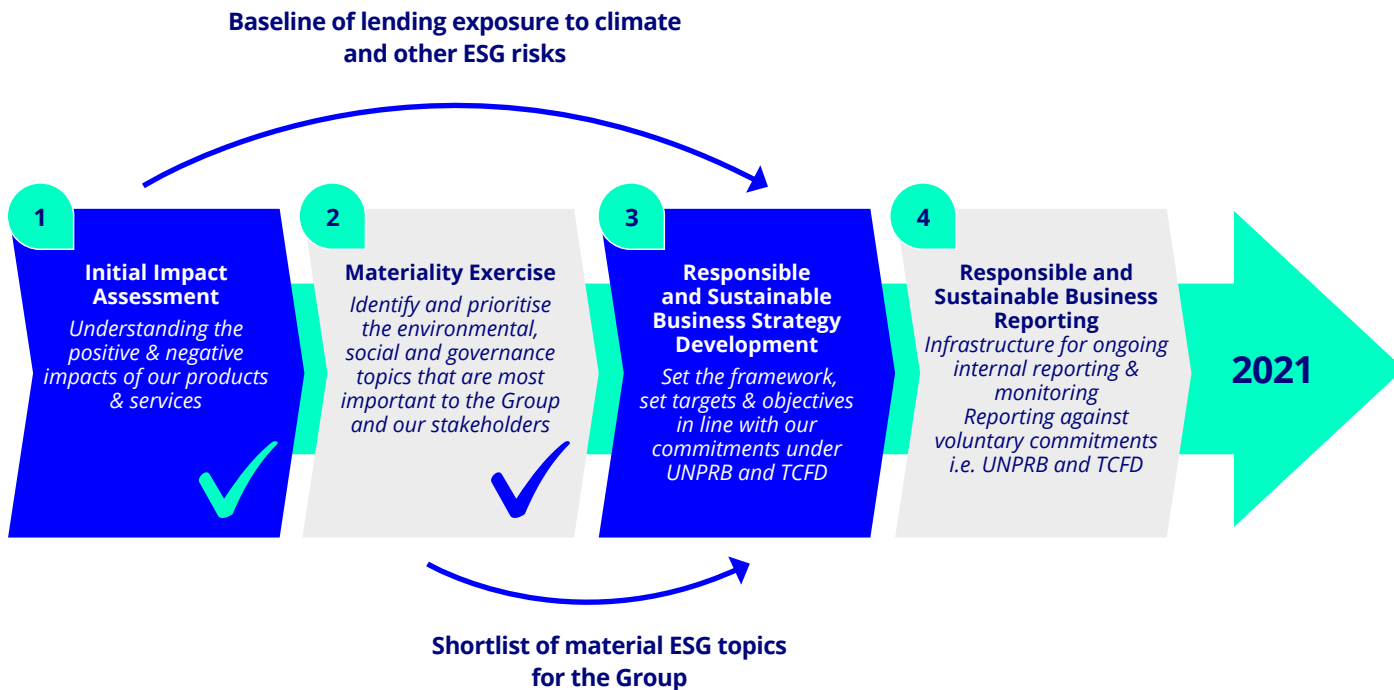 Baseline of lending exposure to climate
and other ESG risks
1
Initial Impact
Assessment
Understanding the
positive & negative
impacts of our products
& services
2
Materiality Exercise
Identify and prioritise
the environmental,
social and governance
topics that are most
important to the Group
and our stakeholders
3
Responsible
and Sustainable
Business Strategy
Development
Set the framework,
set targets & objectives
in line with our
commitments under
UNPRB and TCFD
4
Responsible and
Sustainable Business
Reporting
Infrastructure for ongoing
internal reporting &
monitoring
Reporting against
voluntary commitments
i.e. UNPRB and TCFD
2021
Shortlist of material ESG topics
for the Group